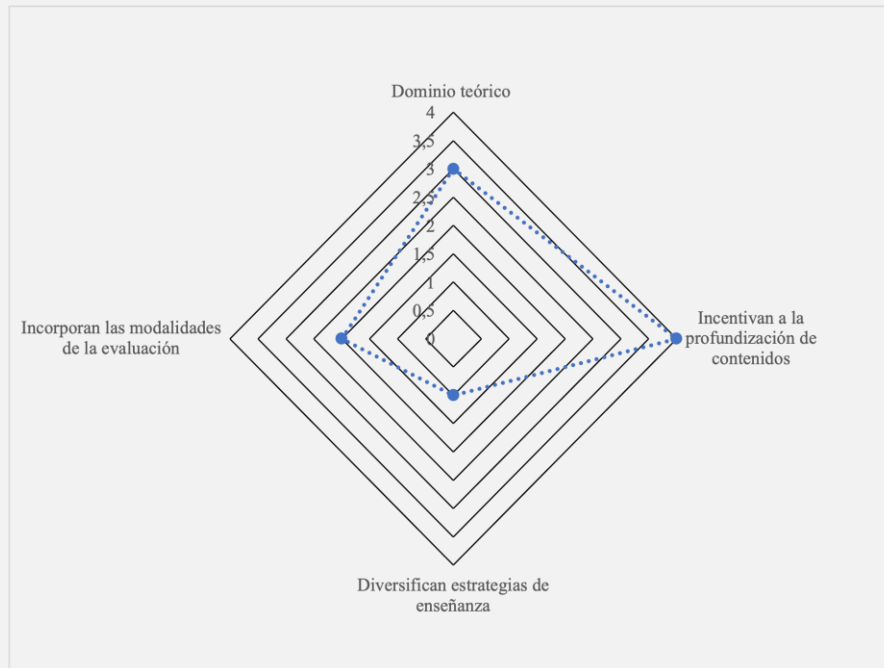 Dominio teórico
4
3,5
3
2,5
2
1,5
1
0,5
0
Incentivan a la
profundización de
contenidos
Diversifican estrategias de
enseñanza
Incorporan las modalidades
de la evaluación